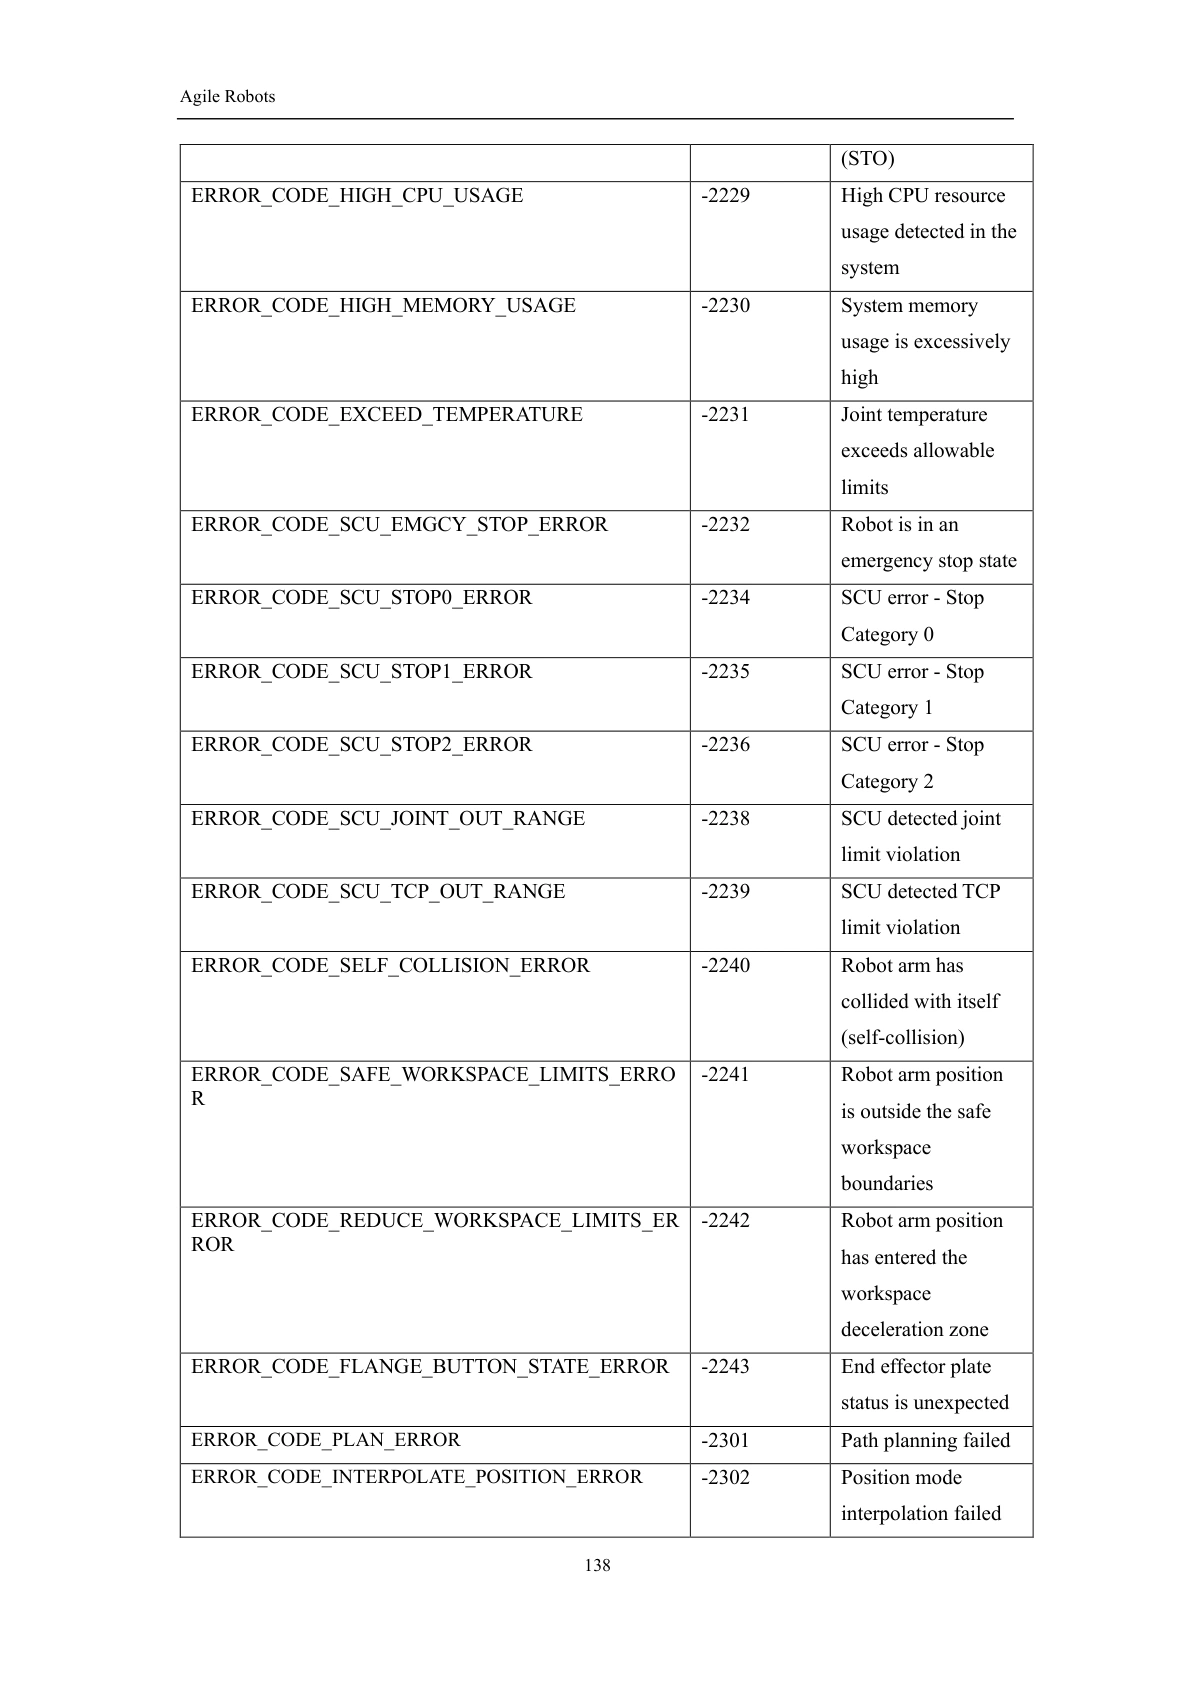 Agile Robots
(STO)
ERROR_CODE_HIGH_CPU_USAGE -2229 High CPU resource
usage detected in the
system
ERROR_CODE_HIGH_MEMORY_USAGE -2230 System memory
usage is excessively
high
ERROR_CODE_EXCEED_TEMPERATURE -2231 Joint temperature
exceeds allowable
limits
ERROR_CODE_SCU_EMGCY_STOP_ERROR -2232 Robot is in an
emergency stop state
ERROR_CODE_SCU_STOP0_ERROR -2234 SCU error - Stop
Category 0
ERROR_CODE_SCU_STOP1_ERROR -2235 SCU error - Stop
Category 1
ERROR_CODE_SCU_STOP2_ERROR -2236 SCU error - Stop
Category 2
ERROR_CODE_SCU_JOINT_OUT_RANGE -2238 SCU detected joint
limit violation
ERROR_CODE_SCU_TCP_OUT_RANGE -2239 SCU detected TCP
limit violation
ERROR_CODE_SELF_COLLISION_ERROR -2240 Robot arm has
collided with itself
(self-collision)
ERROR_CODE_SAFE_WORKSPACE_LIMITS_ERRO -2241 Robot arm position
R
is outside the safe
workspace
boundaries
ERROR_CODE_REDUCE_WORKSPACE_LIMITS_ER -2242 Robot arm position
ROR
has entered the
workspace
deceleration zone
ERROR_CODE_FLANGE_BUTTON_STATE_ERROR -2243 End effector plate
status is unexpected
ERROR_CODE_PLAN_ERROR -2301 Path planning failed
ERROR_CODE_INTERPOLATE_POSITION_ERROR -2302 Position mode
interpolation failed
138